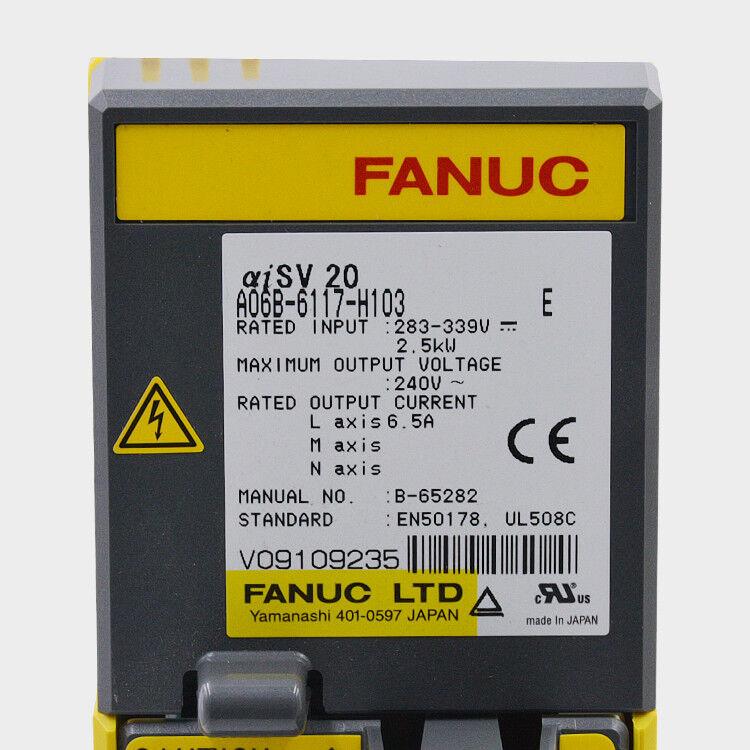 FANUC
αiSV 20
A06B-6117-H103 E
RATED INPUT :283-339V ⎓
2.5kW
MAXIMUM OUTPUT VOLTAGE
:240V ~
RATED OUTPUT CURRENT
L axis 6.5A
M axis
N axis
CE
MANUAL NO. :B-65282
STANDARD :EN50178, UL508C
V09109235
FANUC LTD
Yamanashi 401-0597 JAPAN
c RU us
made in JAPAN
CAUTION